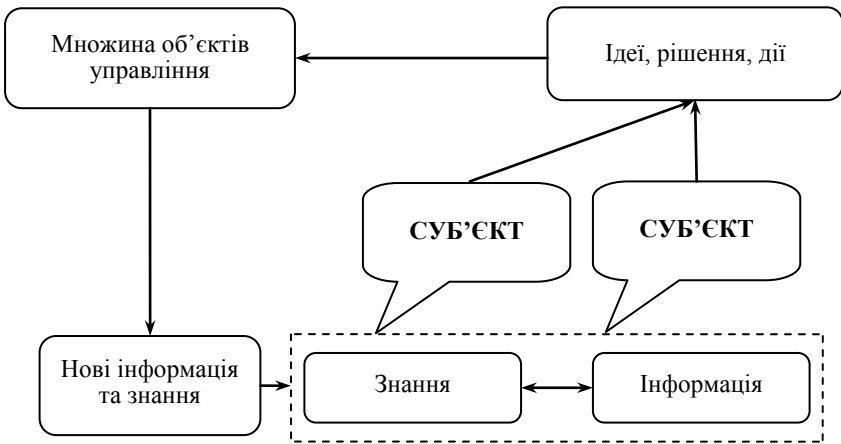 Множина об’єктів
управління
Ідеї, рішення, дії
СУБ’ЄКТ
СУБ’ЄКТ
Нові інформація
та знання
Знання
Інформація